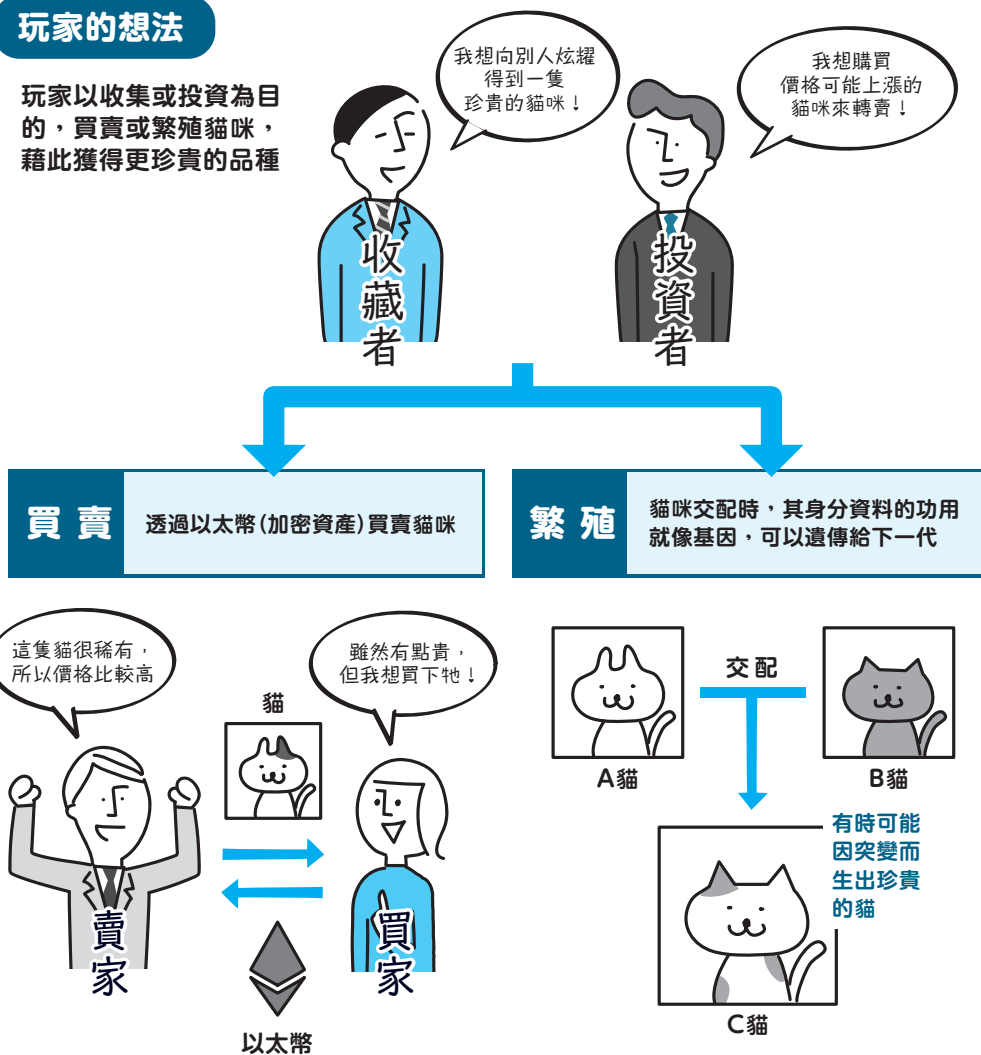 玩家的想法
玩家以收集或投資為目
的，買賣或繁殖貓咪，
藉此獲得更珍貴的品種
我想向別人炫耀
得到一隻
珍貴的貓咪！
我想購買
價格可能上漲的
貓咪來轉賣！
收藏者
投資者
買賣
透過以太幣(加密資產)買賣貓咪
繁殖
貓咪交配時，其身分資料的功用
就像基因，可以遺傳給下一代
這隻貓很稀有，
所以價格比較高
雖然有點貴，
但我想買下牠！
貓
賣家
買家
以太幣
交配
A貓
B貓
有時可能
因突變而
生出珍貴
的貓
C貓